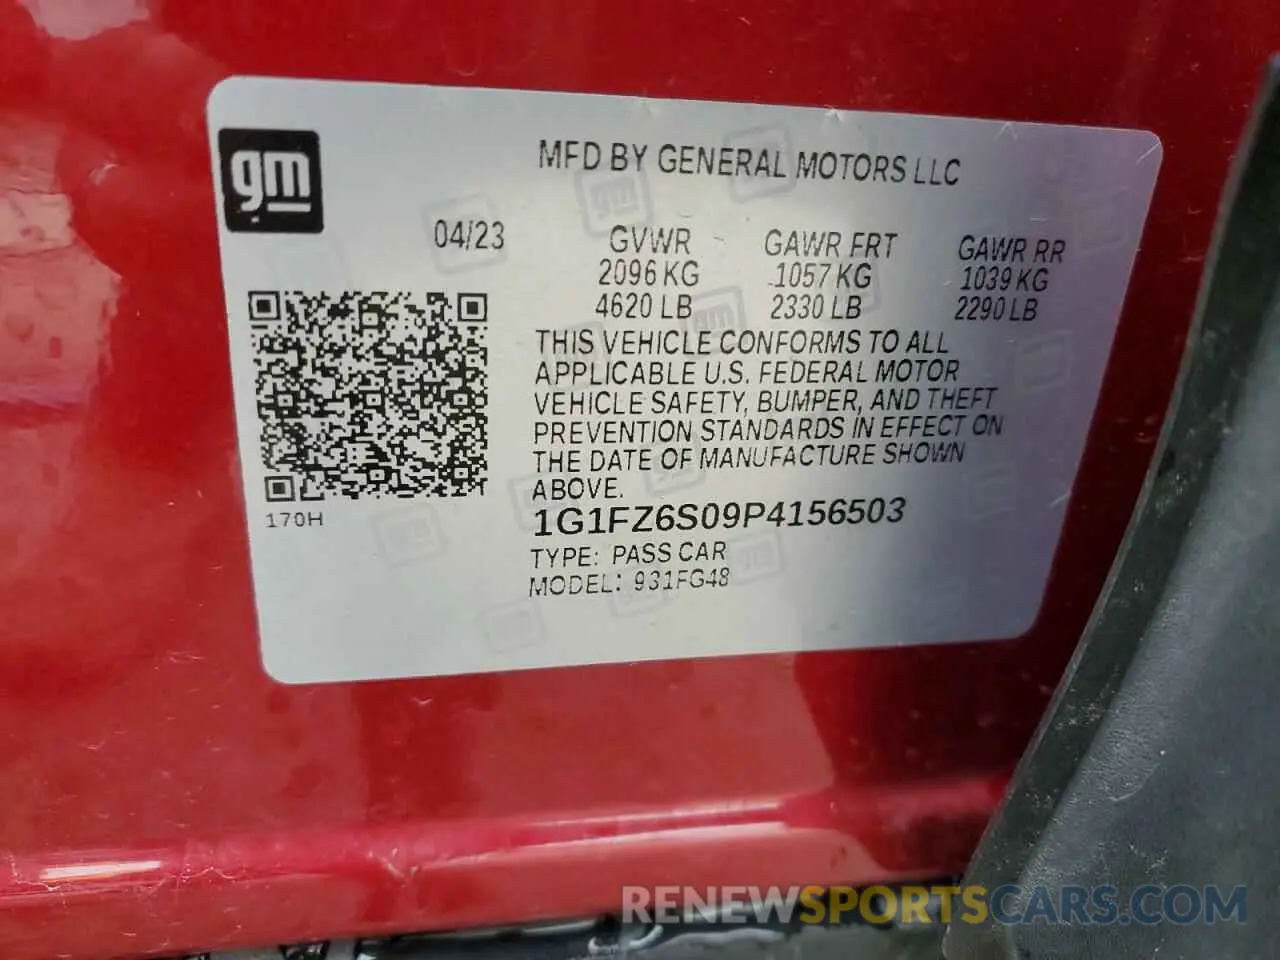 gm
MFD BY GENERAL MOTORS LLC
04/23
GVWR GAWR FRT GAWR RR
2096 KG 1057 KG 1039 KG
4620 LB 2330 LB 2290 LB
THIS VEHICLE CONFORMS TO ALL
APPLICABLE U.S. FEDERAL MOTOR
VEHICLE SAFETY, BUMPER, AND THEFT
PREVENTION STANDARDS IN EFFECT ON
THE DATE OF MANUFACTURE SHOWN
ABOVE.
170H
1G1FZ6S09P4156503
TYPE: PASS CAR
MODEL: 931FG48
RENEWSPORTSCARS.COM